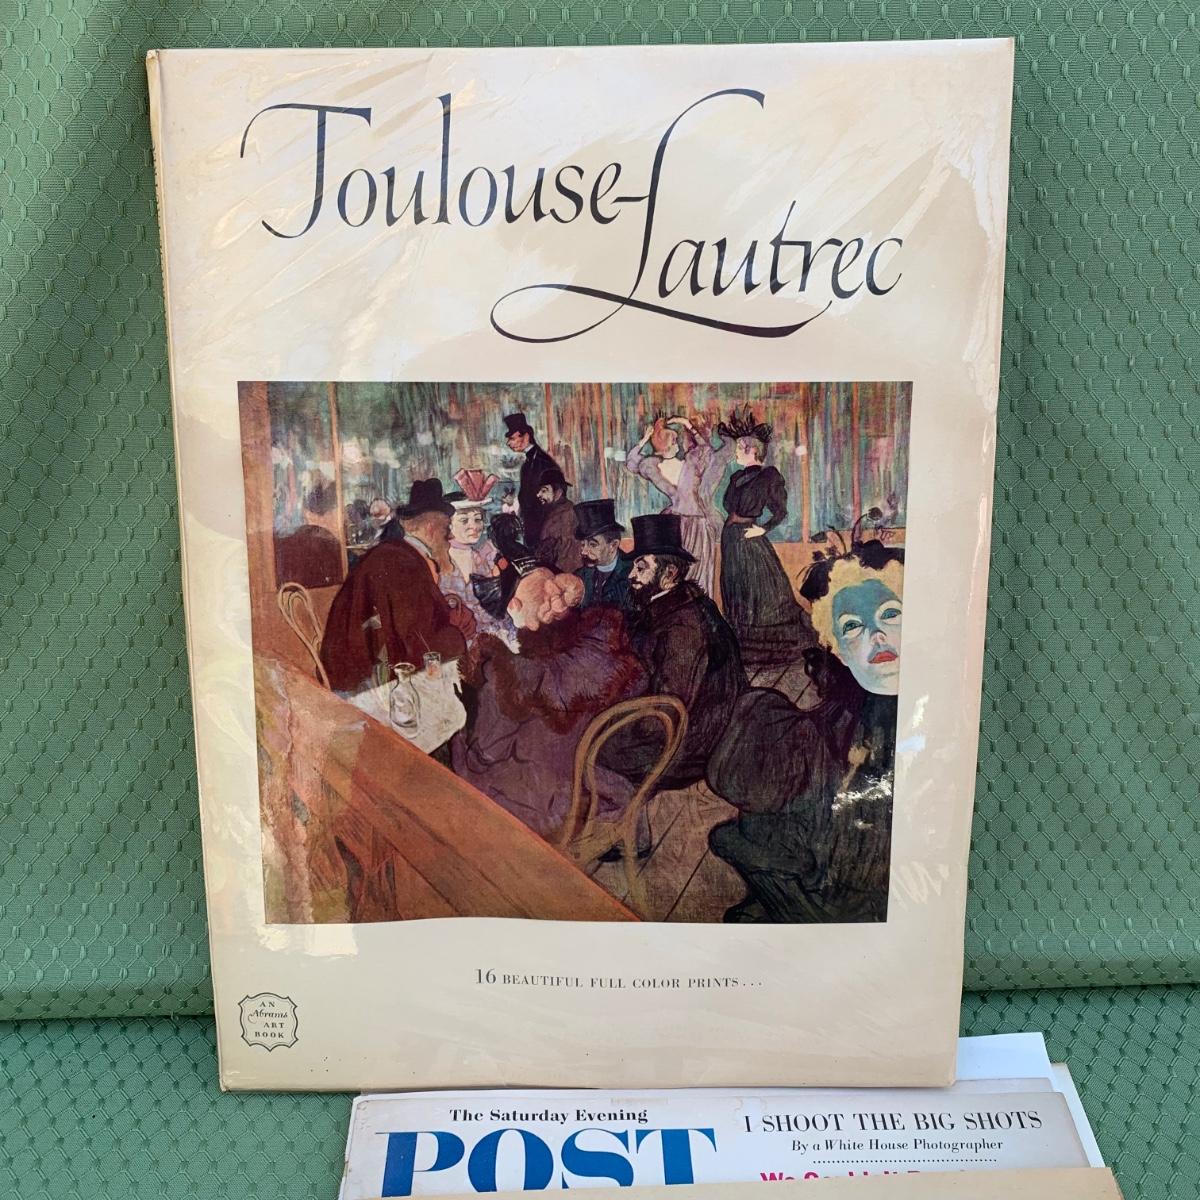 Toulouse-
Lautrec
16 BEAUTIFUL FULL COLOR PRINTS...
AN
Abrams
ART
BOOK
The Saturday Evening
POST
I SHOOT THE BIG SHOTS
By a White House Photographer